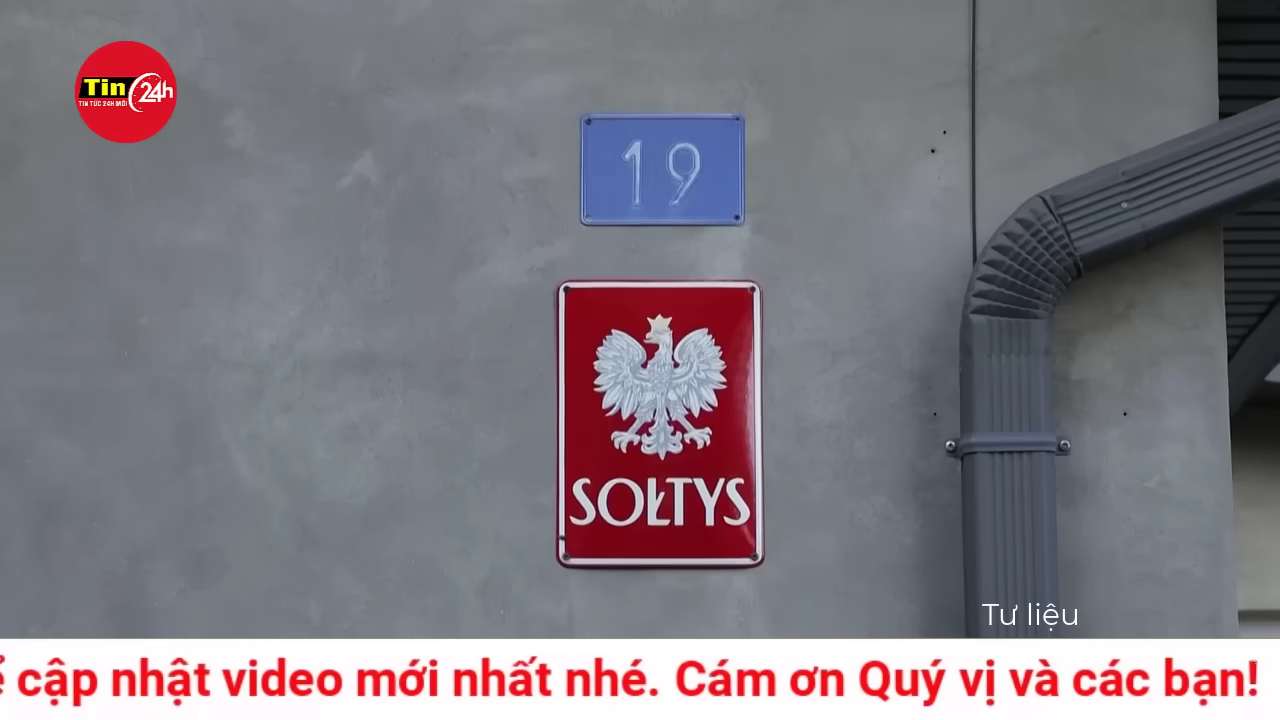 Tin 24h
TIN TỨC 24H MỚI
19
SOŁTYS
Tư liệu
cập nhật video mới nhất nhé. Cám ơn Quý vị và các bạn!